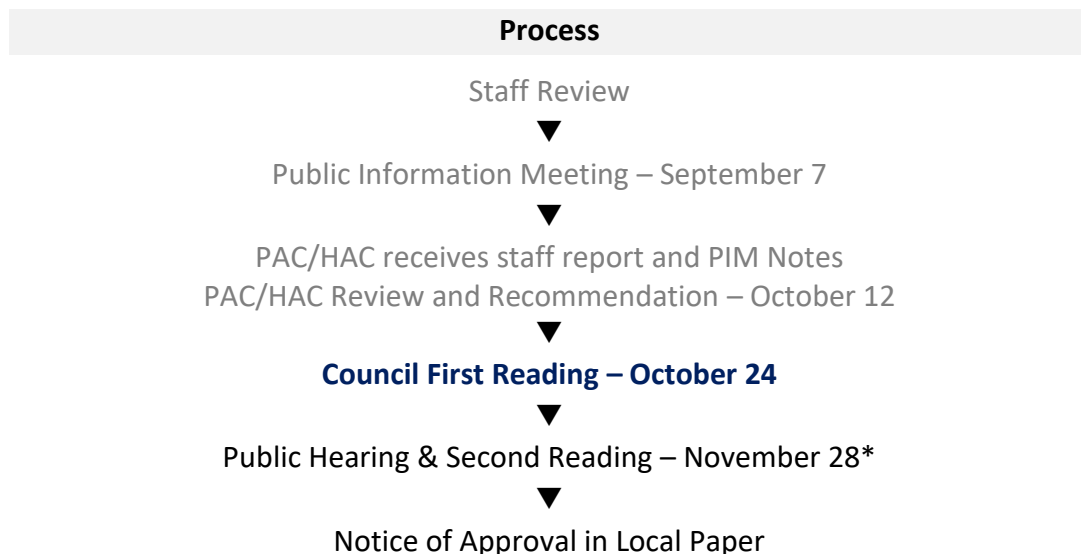 Process
Staff Review
Public Information Meeting – September 7
PAC/HAC receives staff report and PIM Notes
PAC/HAC Review and Recommendation – October 12
Council First Reading – October 24
Public Hearing & Second Reading – November 28*
Notice of Approval in Local Paper